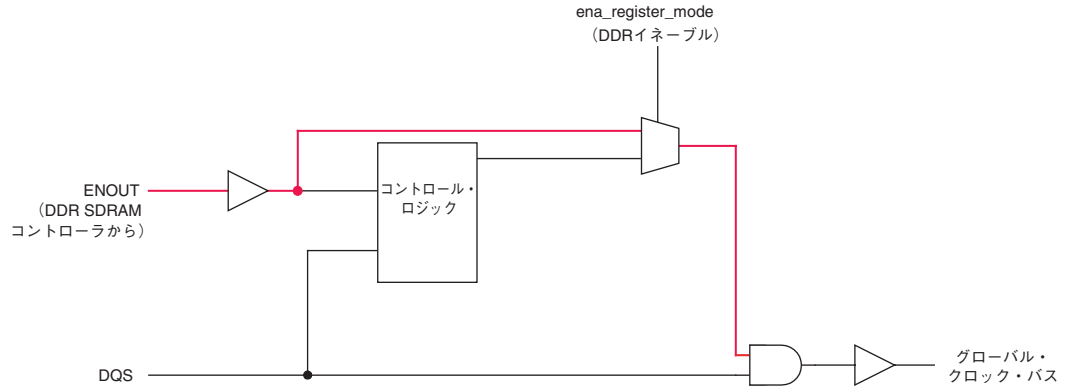 ena_register_mode
(DDRイネーブル)
ENOUT
(DDR SDRAM
コントローラから)
コントロール・
ロジック
DQS
グローバル・
クロック・バス